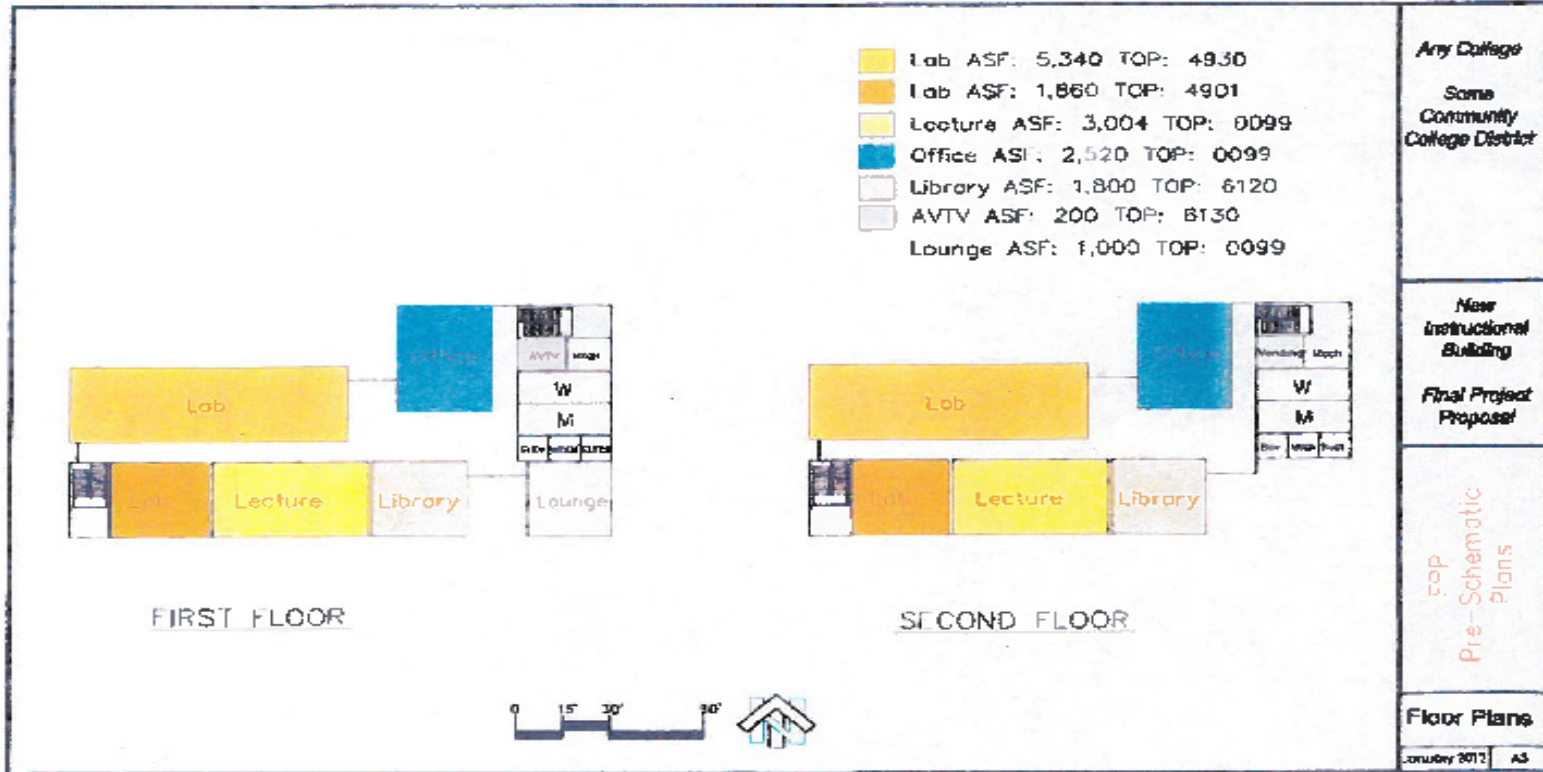 Lab ASF: 5,340 TOP: 4930
Lab ASF: 1,860 TOP: 4901
Lecture ASF: 3,004 TOP: 0099
Office ASF: 2,520 TOP: 0099
Library ASF: 1,800 TOP: 6120
AVTV ASF: 200 TOP: 6130
Lounge ASF: 1,000 TOP: 0099
Any College
Some
Community
College District
New
Instructional
Building
Final Project
Proposal
Pre-Schematic
Plans
Floor Plans
January 2012 A3
Office
AVTV
W
M
Lab
Lab
Lecture
Library
Lounge
FIRST FLOOR
Office
Vending Mech
W
M
Lab
Lab
Lecture
Library
SECOND FLOOR
0 15' 30'
N